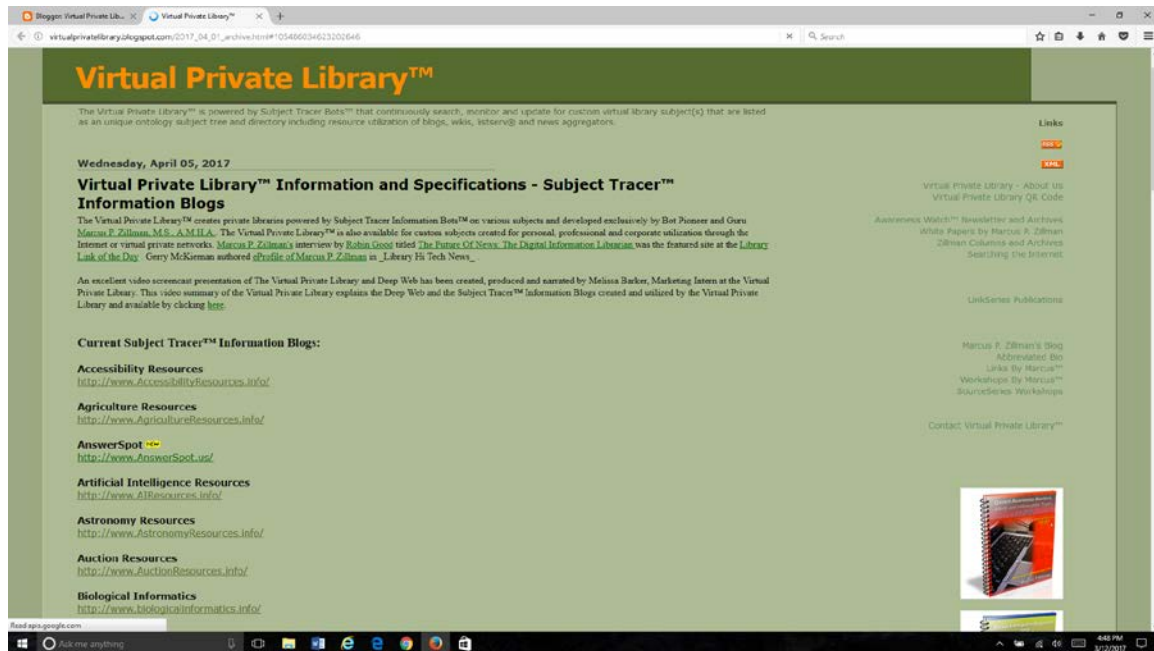 Blogger: Virtual Private Lib...
Virtual Private Library™
virtualprivatelibrary.blogspot.com/2017_04_01_archive.html#105486034623202646
Search
Virtual Private Library™
The Virtual Private Library™ is powered by Subject Tracer Bots™ that continuously search, monitor and update for custom virtual library subject(s) that are listed
as an unique ontology subject tree and directory including resource utilization of blogs, wikis, listserv® and news aggregators.
Wednesday, April 05, 2017
Virtual Private Library™ Information and Specifications - Subject Tracer™
Information Blogs
The Virtual Private Library™ creates private libraries powered by Subject Tracer Information Bots™ on various subjects and developed exclusively by Bot Pioneer and Guru
Marcus P. Zillman, M.S., A.M.H.A. The Virtual Private Library™ is also available for custom subjects created for personal, professional and corporate utilization through the
Internet or virtual private networks. Marcus P. Zillman's interview by Robin Good titled The Future Of News: The Digital Information Librarian was the featured site at the Library
Link of the Day. Gerry McKiernan authored eProfile of Marcus P. Zillman in _Library Hi Tech News_.
An excellent video screencast presentation of The Virtual Private Library and Deep Web has been created, produced and narrated by Melissa Barker, Marketing Intern at the Virtual
Private Library. This video summary of the Virtual Private Library explains the Deep Web and the Subject Tracer™ Information Blogs created and utilized by the Virtual Private
Library and available by clicking here.
Current Subject Tracer™ Information Blogs:
Accessibility Resources
http://www.AccessibilityResources.info/
Agriculture Resources
http://www.AgricultureResources.info/
AnswerSpot NEW
http://www.AnswerSpot.us/
Artificial Intelligence Resources
http://www.AIResources.info/
Astronomy Resources
http://www.AstronomyResources.info/
Auction Resources
http://www.AuctionResources.info/
Biological Informatics
http://www.biologicalinformatics.info/
Links
RSS
XML
Virtual Private Library - About Us
Virtual Private Library QR Code
Awareness Watch™ Newsletter and Archives
White Papers by Marcus P. Zillman
Zillman Columns and Archives
Searching the Internet
LinkSeries Publications
Marcus P. Zillman's Blog
Abbreviated Bio
Links By Marcus™
Workshops By Marcus™
SourceSeries Workshops
Contact Virtual Private Library™
Read apis.google.com
Ask me anything
4:48 PM
3/12/2017